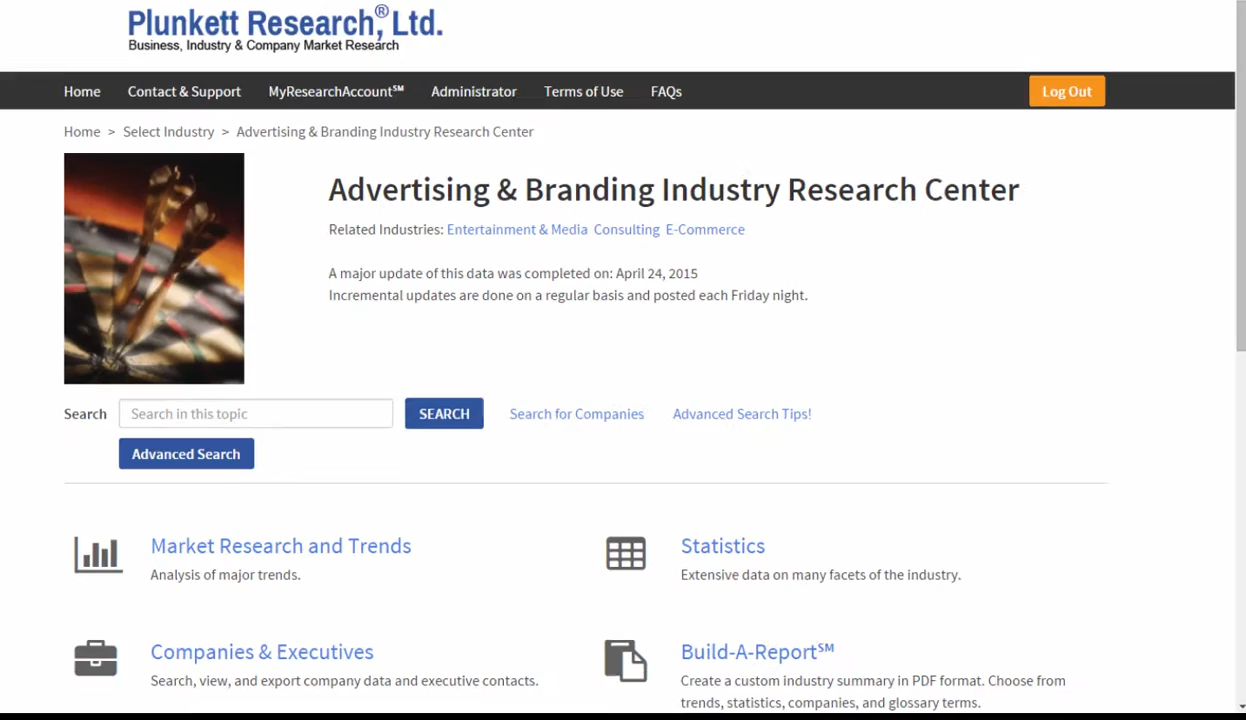 Plunkett Research,® Ltd.
Business, Industry & Company Market Research
Home Contact & Support MyResearchAccount℠ Administrator Terms of Use FAQs Log Out
Home > Select Industry > Advertising & Branding Industry Research Center
Advertising & Branding Industry Research Center
Related Industries: Entertainment & Media Consulting E-Commerce
A major update of this data was completed on: April 24, 2015
Incremental updates are done on a regular basis and posted each Friday night.
Search Search in this topic SEARCH Search for Companies Advanced Search Tips!
Advanced Search
Market Research and Trends
Analysis of major trends.
Statistics
Extensive data on many facets of the industry.
Companies & Executives
Search, view, and export company data and executive contacts.
Build-A-Report℠
Create a custom industry summary in PDF format. Choose from
trends, statistics, companies, and glossary terms.